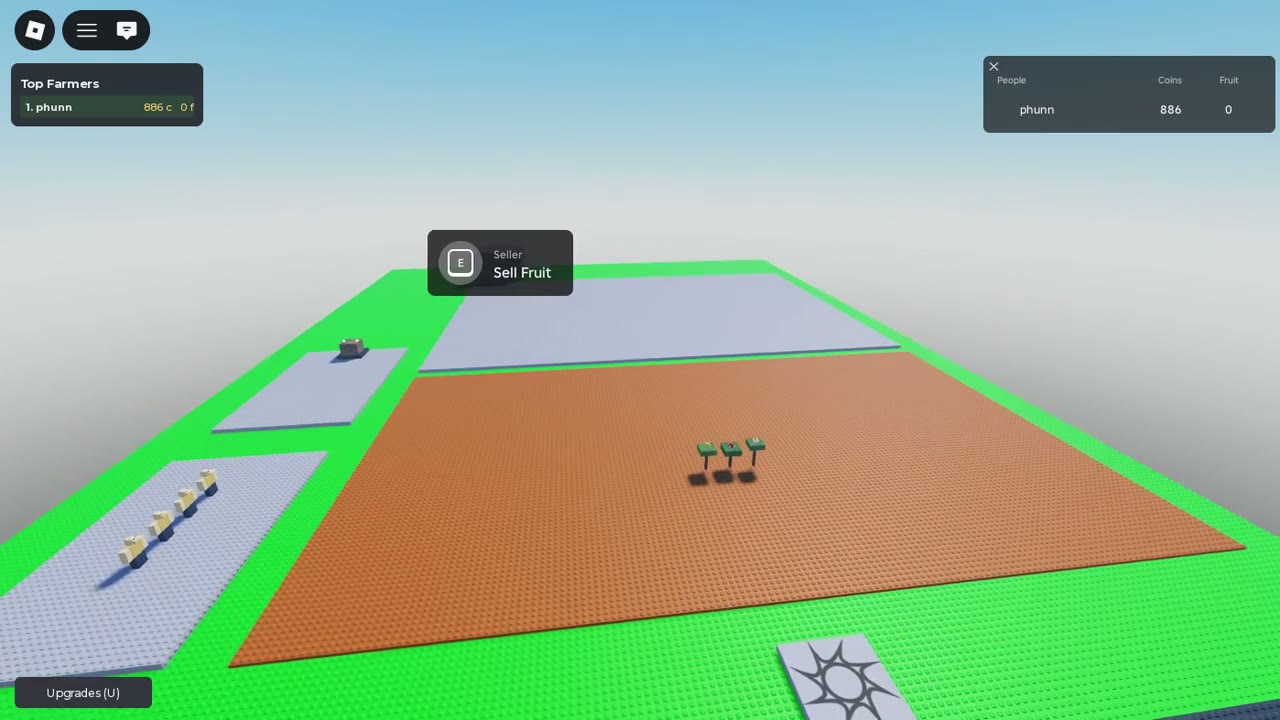 Top Farmers
1. phunn 886 c 0 f
People Coins Fruit
phunn 886 0
E
Seller
Sell Fruit
Upgrades (U)